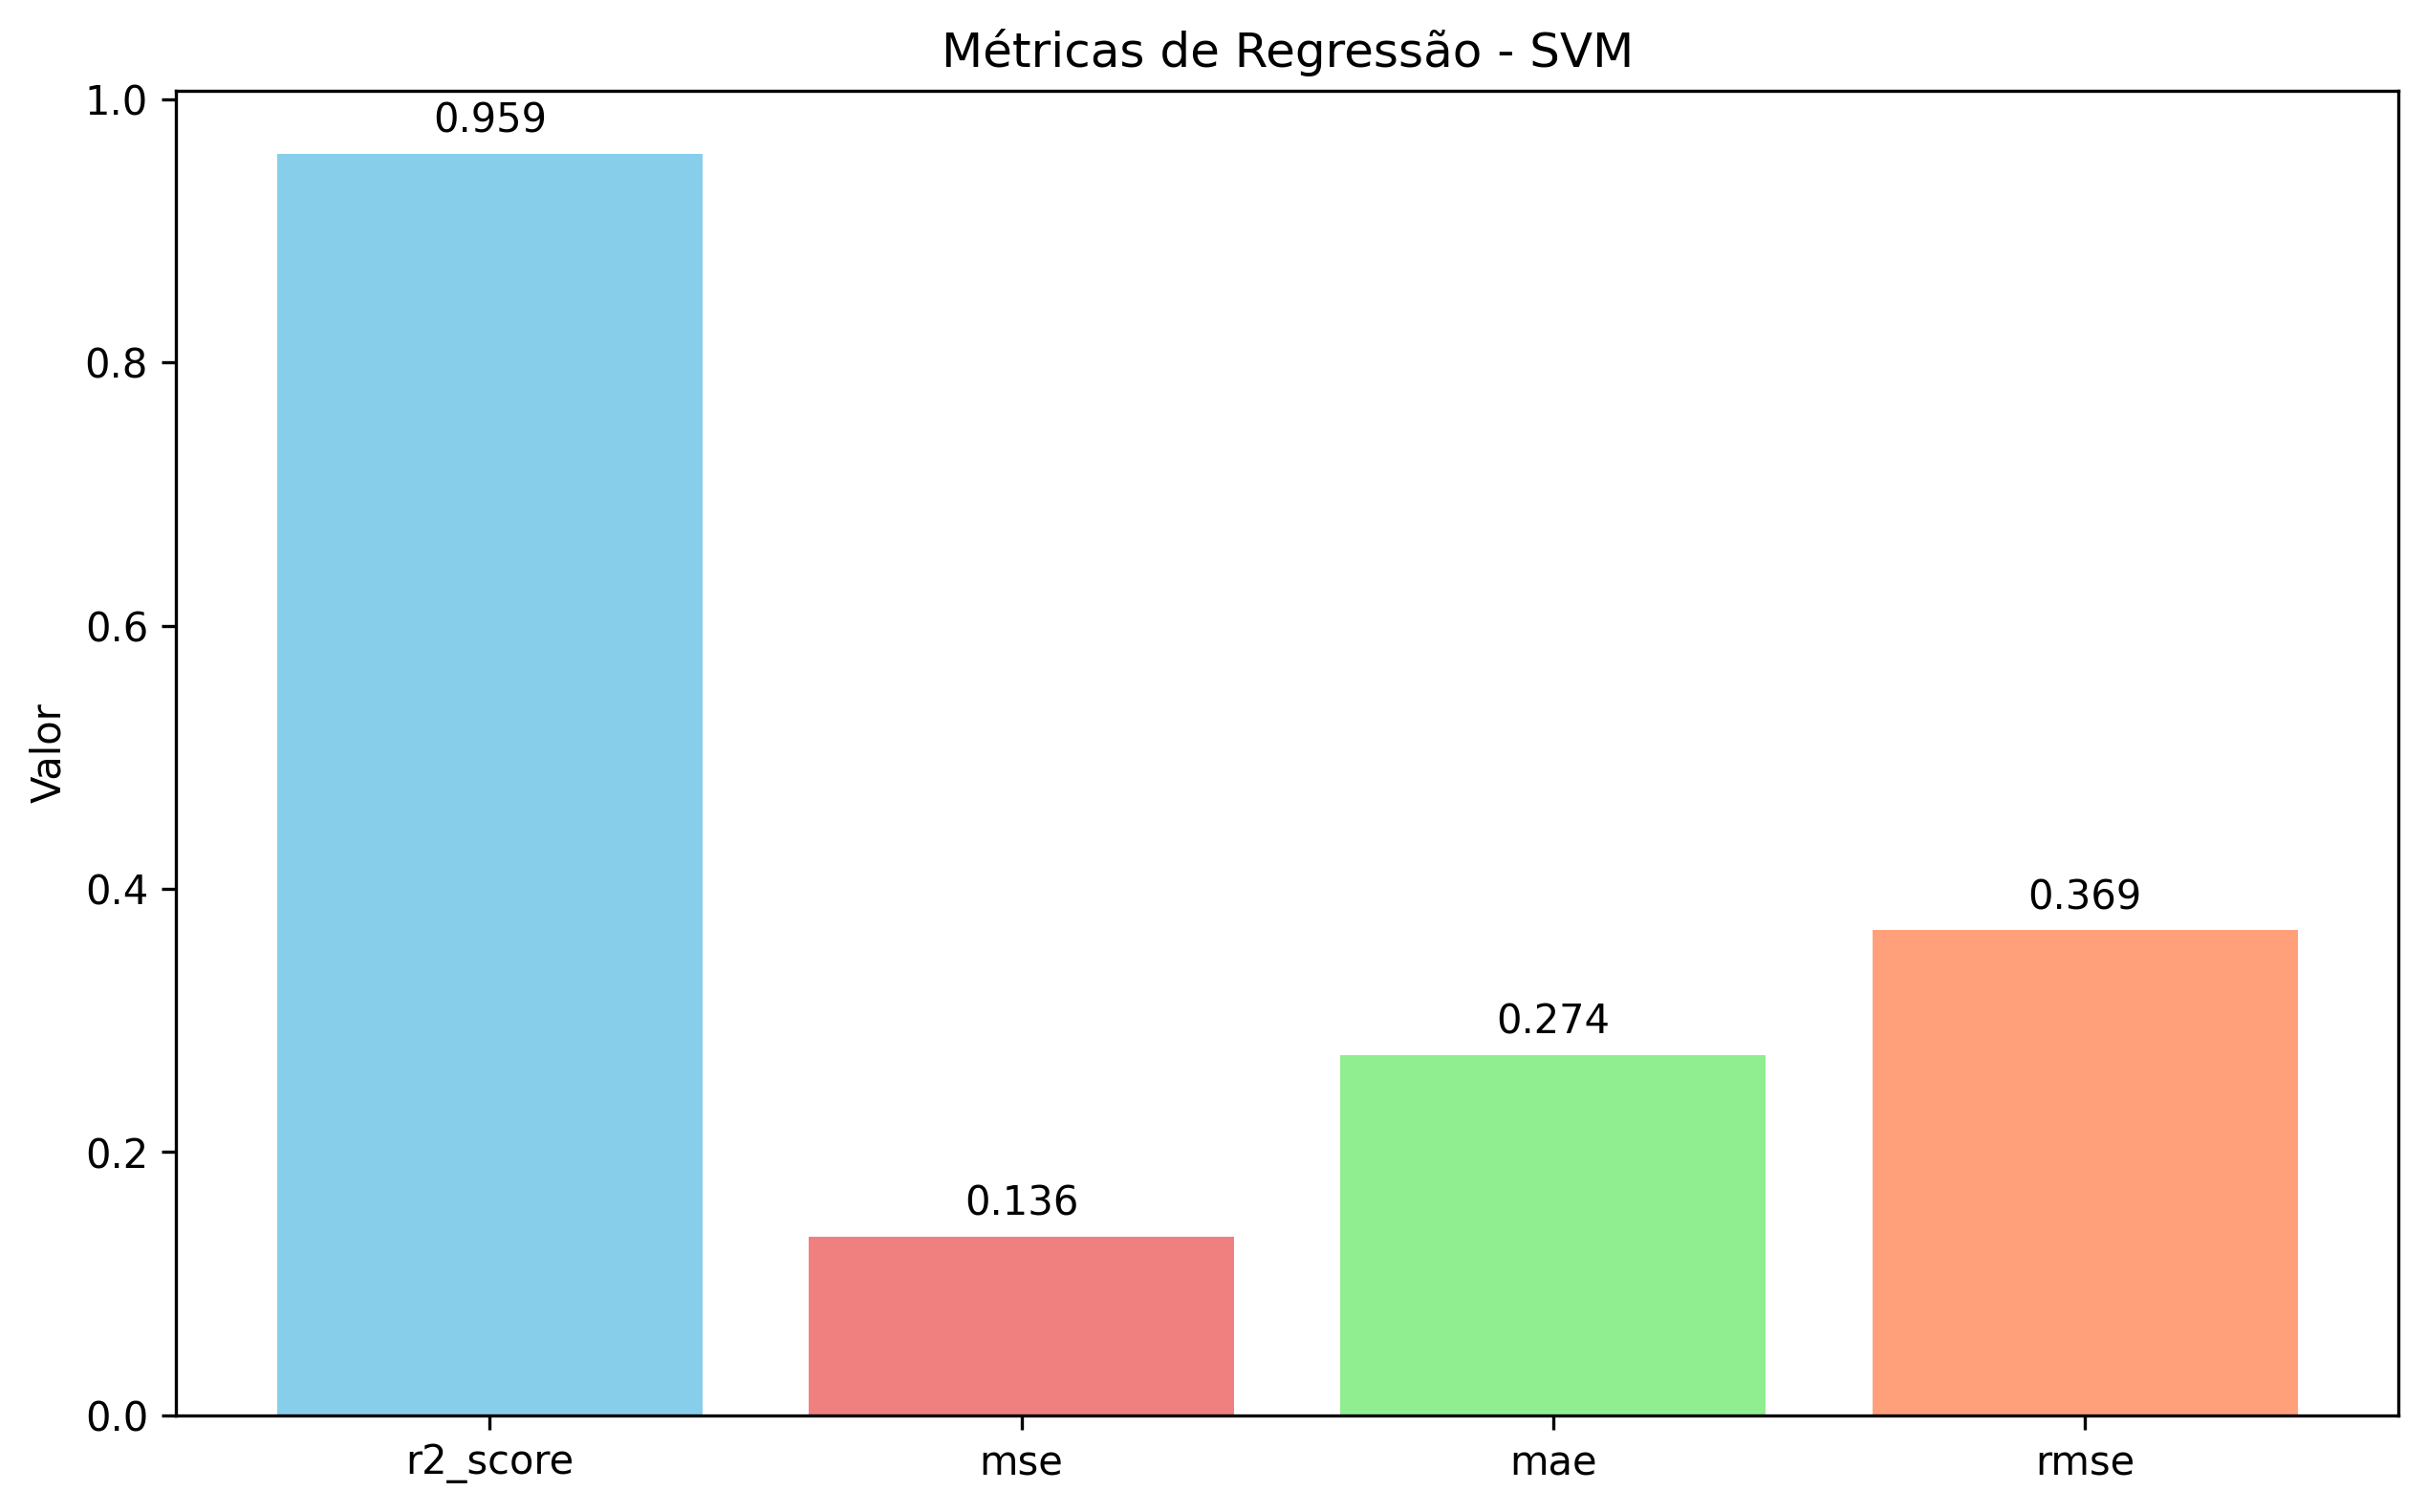 Métricas de Regressão - SVM
1.0
0.8
0.6
0.4
0.2
0.0
Valor
0.959
0.136
0.274
0.369
r2_score
mse
mae
rmse